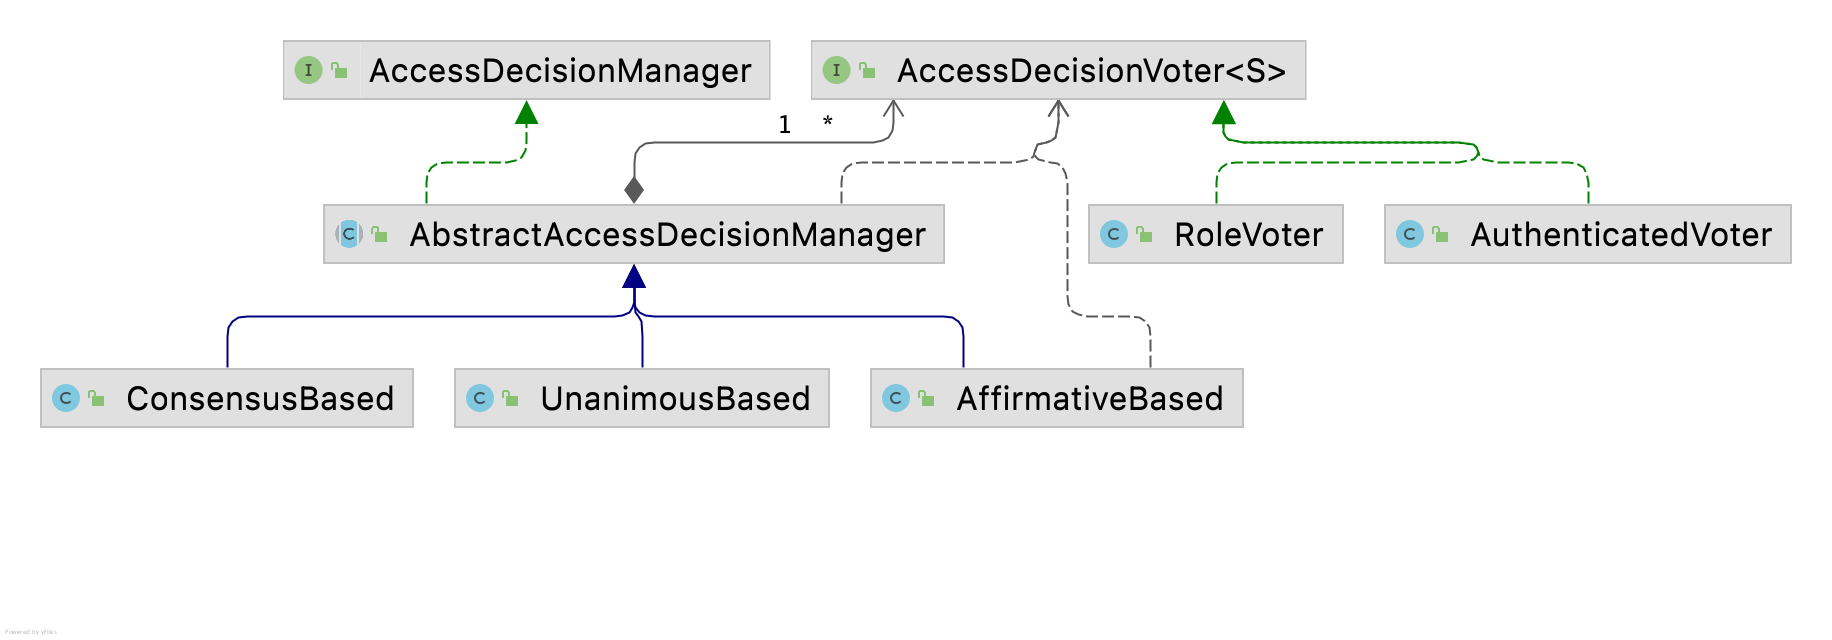 AccessDecisionManager
AccessDecisionVoter<S>
1 *
AbstractAccessDecisionManager
RoleVoter
AuthenticatedVoter
ConsensusBased
UnanimousBased
AffirmativeBased
Powered by yFiles